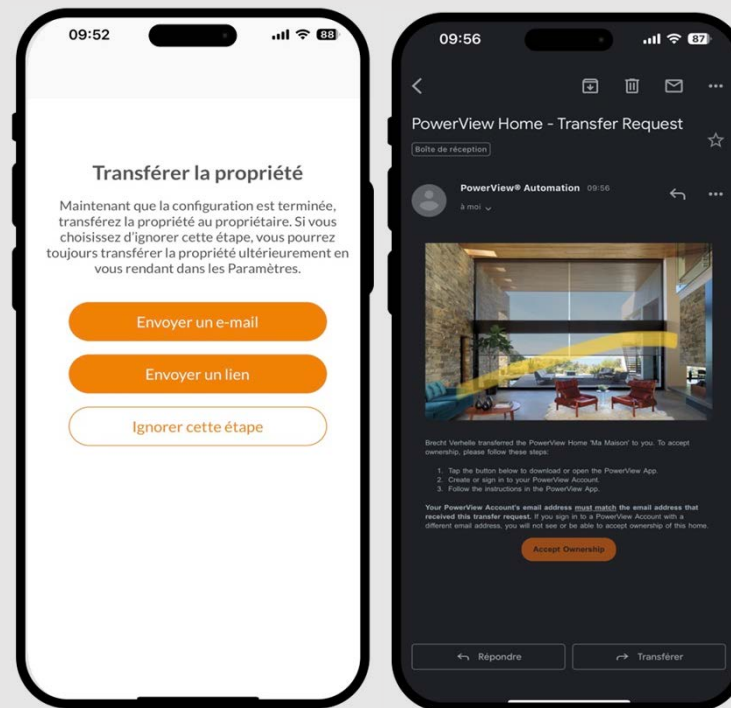 09:52
88
Transférer la propriété
Maintenant que la configuration est terminée,
transférez la propriété au propriétaire. Si vous
choisissez d'ignorer cette étape, vous pourrez
toujours transférer la propriété ultérieurement en
vous rendant dans les Paramètres.
Envoyer un e-mail
Envoyer un lien
Ignorer cette étape
09:56
87
PowerView Home - Transfer Request
Boîte de réception
PowerView® Automation 09:56
à moi
Brecht Verhelle transferred the PowerView Home 'Ma Maison' to you. To accept
ownership, please follow these steps:
1. Tap the button below to download or open the PowerView App.
2. Create or sign in to your PowerView Account.
3. Follow the instructions in the PowerView App.
Your PowerView Account's email address must match the email address that
received this transfer request. If you sign in to a PowerView Account with a
different email address, you will not see or be able to accept ownership of this home.
Accept Ownership
Répondre
Transférer